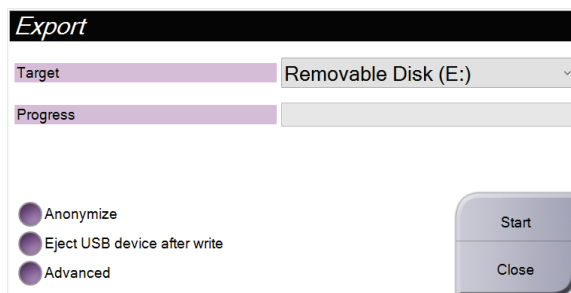 Export
Target
Removable Disk (E:)
Progress
Anonymize
Eject USB device after write
Advanced
Start
Close